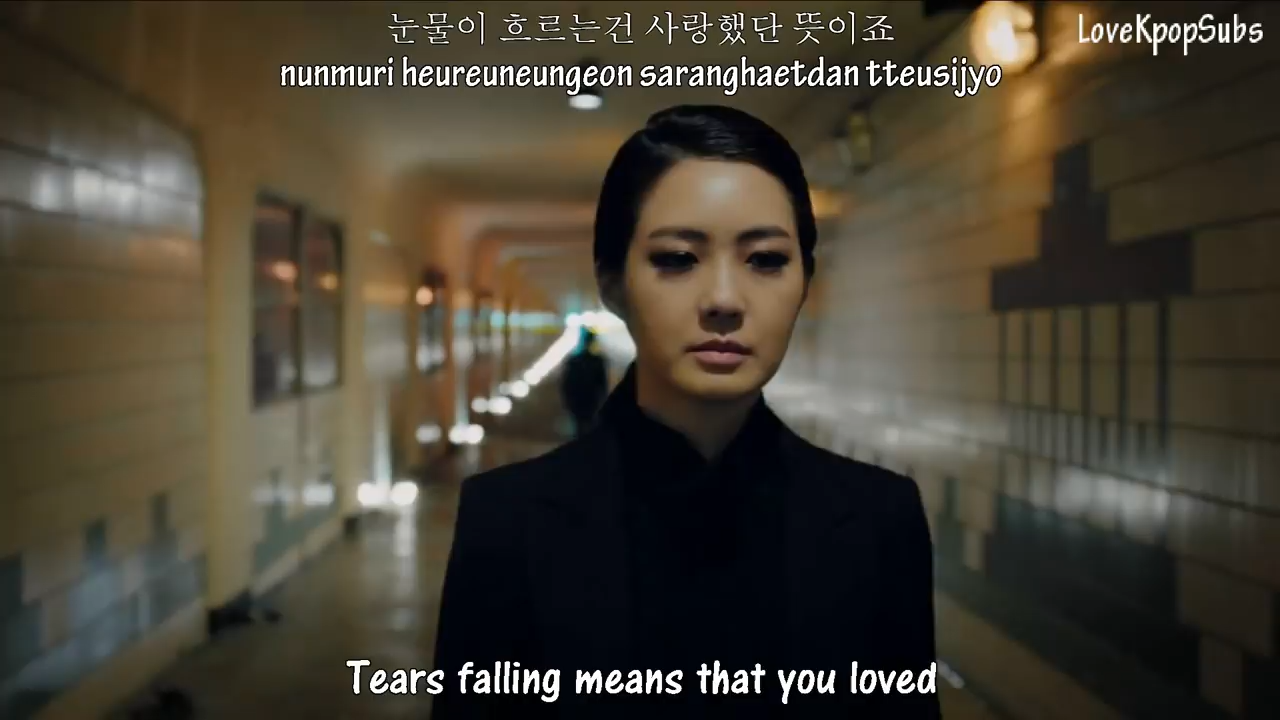 눈물이 흐르는건 사랑했단 뜻이죠
LoveKpopSubs
nunmuri heureuneungeon saranghaetdan tteusijyo
Tears falling means that you loved